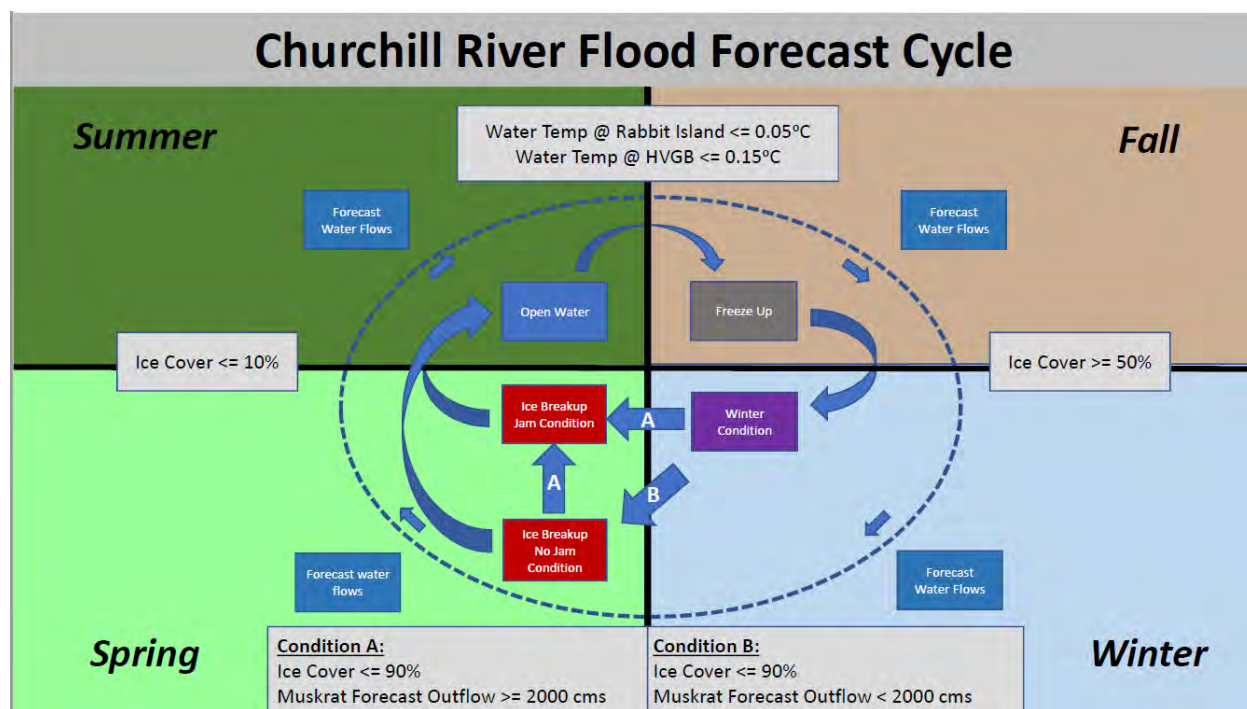 Churchill River Flood Forecast Cycle
Summer
Water Temp @ Rabbit Island <= 0.05°C
Water Temp @ HVGB <= 0.15°C
Fall
Forecast
Water Flows
Forecast
Water Flows
Open Water
Freeze Up
Ice Cover <= 10%
Ice Cover >= 50%
Ice Breakup
Jam Condition
A
Winter
Condition
A
B
Ice Breakup
No Jam
Condition
Forecast water
flows
Forecast
Water Flows
Spring
Condition A:
Ice Cover <= 90%
Muskrat Forecast Outflow >= 2000 cms
Condition B:
Ice Cover <= 90%
Muskrat Forecast Outflow < 2000 cms
Winter